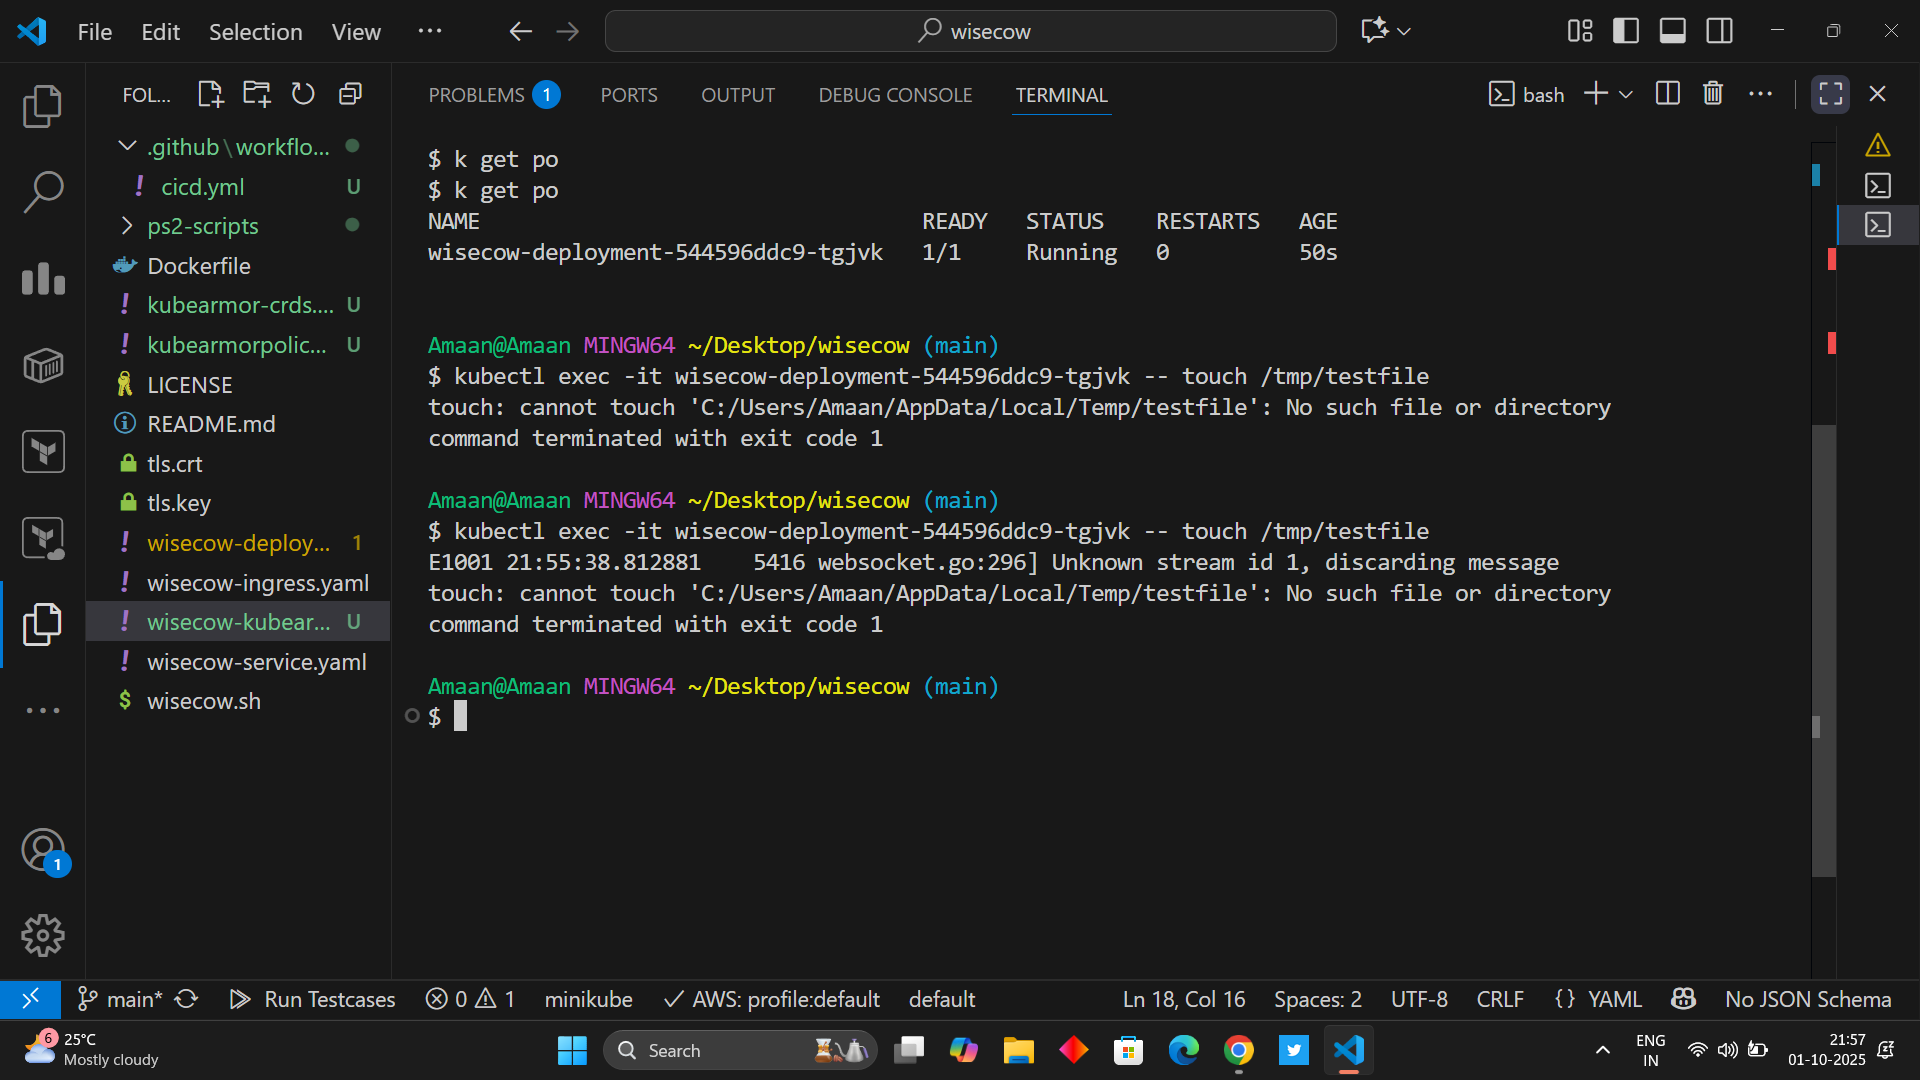 File Edit Selection View ... wisecow
FOL...
PROBLEMS 1 PORTS OUTPUT DEBUG CONSOLE TERMINAL bash
.github\workflo...
cicd.yml U
ps2-scripts
Dockerfile
kubearmor-crds.... U
kubearmorpolic... U
LICENSE
README.md
tls.crt
tls.key
wisecow-deploy... 1
wisecow-ingress.yaml
wisecow-kubear... U
wisecow-service.yaml
wisecow.sh
$ k get po
$ k get po
NAME READY STATUS RESTARTS AGE
wisecow-deployment-544596ddc9-tgjvk 1/1 Running 0 50s
Amaan@Amaan MINGW64 ~/Desktop/wisecow (main)
$ kubectl exec -it wisecow-deployment-544596ddc9-tgjvk -- touch /tmp/testfile
touch: cannot touch 'C:/Users/Amaan/AppData/Local/Temp/testfile': No such file or directory
command terminated with exit code 1
Amaan@Amaan MINGW64 ~/Desktop/wisecow (main)
$ kubectl exec -it wisecow-deployment-544596ddc9-tgjvk -- touch /tmp/testfile
E1001 21:55:38.812881 5416 websocket.go:296] Unknown stream id 1, discarding message
touch: cannot touch 'C:/Users/Amaan/AppData/Local/Temp/testfile': No such file or directory
command terminated with exit code 1
Amaan@Amaan MINGW64 ~/Desktop/wisecow (main)
$
1
main* Run Testcases 0 1 minikube AWS: profile:default default Ln 18, Col 16 Spaces: 2 UTF-8 CRLF {} YAML No JSON Schema
6 25°C
Mostly cloudy
Search
ENG
IN
21:57
01-10-2025